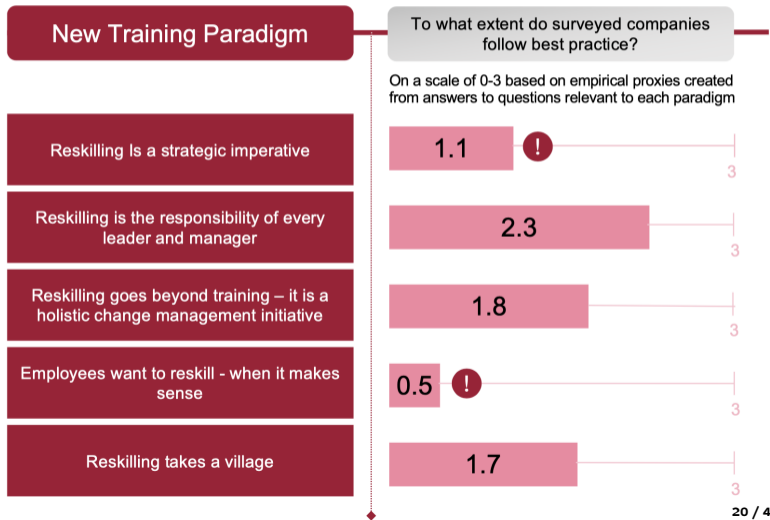 New Training Paradigm
To what extent do surveyed companies
follow best practice?
On a scale of 0-3 based on empirical proxies created
from answers to questions relevant to each paradigm
Reskilling Is a strategic imperative
1.1
!
3
Reskilling is the responsibility of every
leader and manager
2.3
3
Reskilling goes beyond training – it is a
holistic change management initiative
1.8
3
Employees want to reskill - when it makes
sense
0.5
!
3
Reskilling takes a village
1.7
3
20 / 4